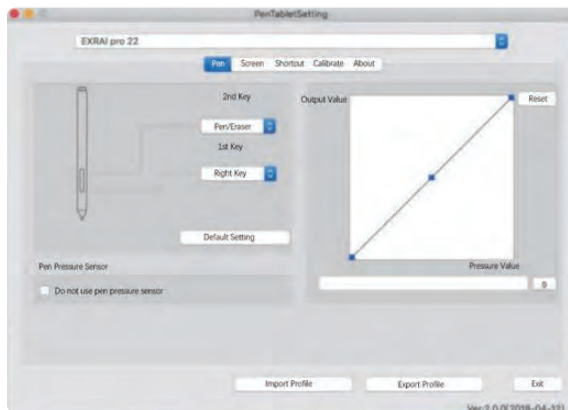 PenTabletSetting
EXRAI pro 22
Pen Screen Shortcut Calibrate About
2nd Key
Pen/Eraser
1st Key
Right Key
Default Setting
Output Value
Reset
Pressure Value
0
Pen Pressure Sensor
Do not use pen pressure sensor
Import Profile Export Profile Exit